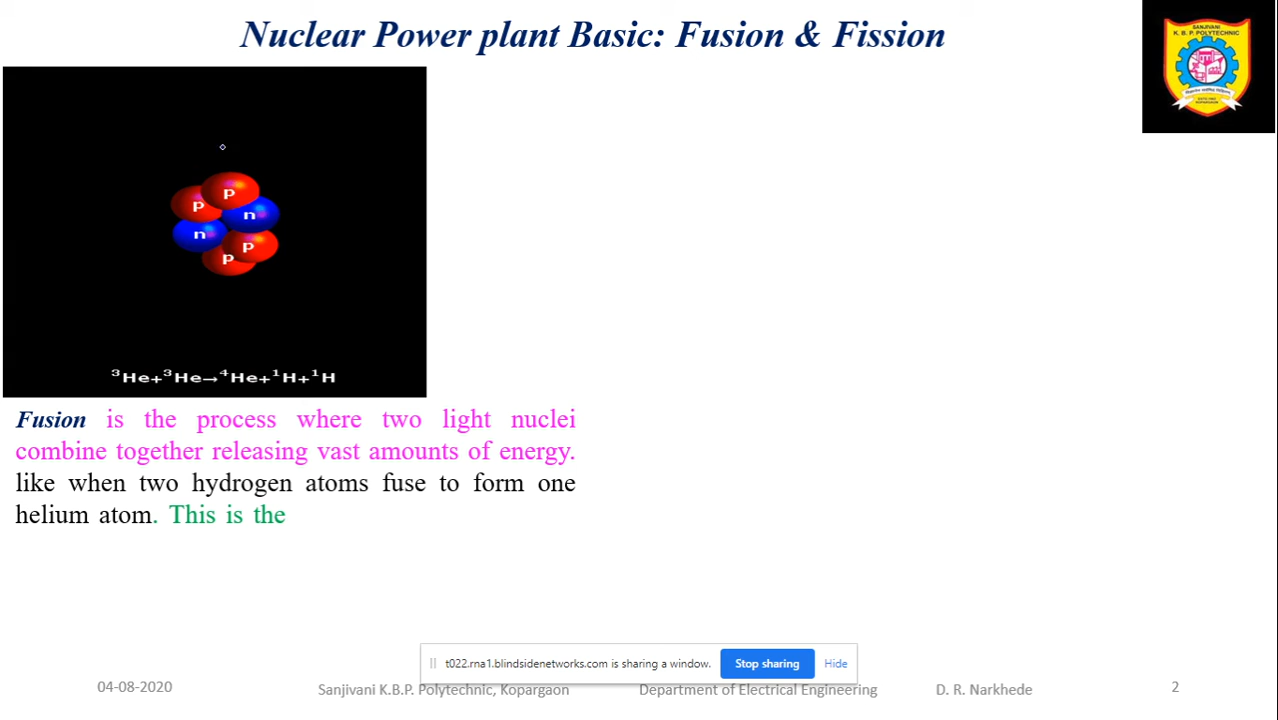 Nuclear Power plant Basic: Fusion & Fission
SANJIVANI
K. B. P. POLYTECHNIC
p
p
n
n
p
p
³He+³He→⁴He+¹H+¹H
Fusion is the process where two light nuclei
combine together releasing vast amounts of energy.
like when two hydrogen atoms fuse to form one
helium atom. This is the
t022.rna1.blindsidenetworks.com is sharing a window. Stop sharing Hide
04-08-2020 Sanjivani K.B.P. Polytechnic, Kopargaon Department of Electrical Engineering D. R. Narkhede 2